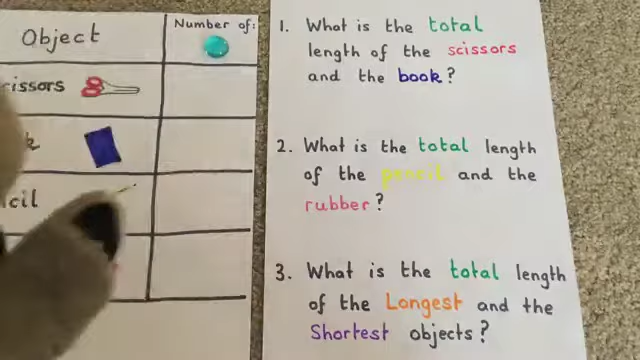 Object
Number of:
cissors
k
cil
1. What is the total
length of the scissors
and the book?
2. What is the total length
of the pencil and the
rubber?
3. What is the total length
of the Longest and the
Shortest objects?